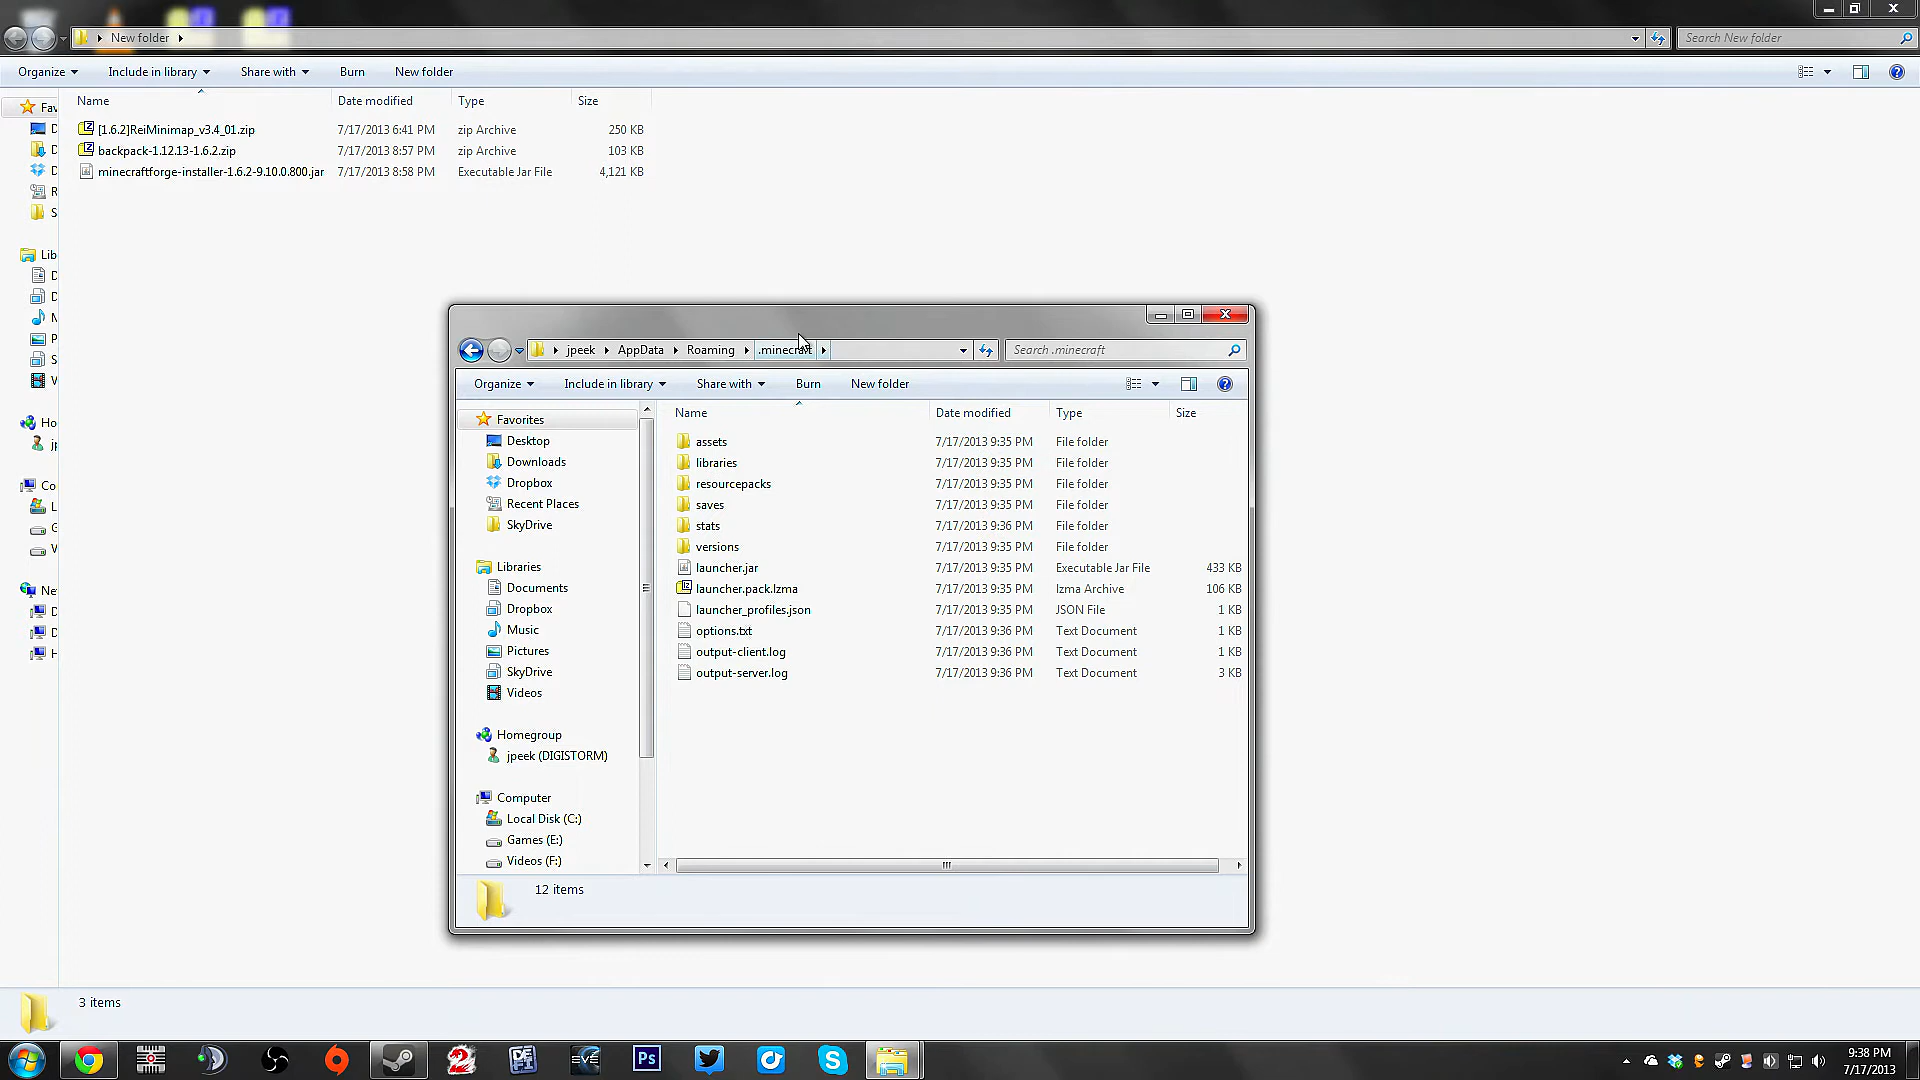 New folder
Search New folder
Organize Include in library Share with Burn New folder
Name Date modified Type Size
[1.6.2]ReiMinimap_v3.4_01.zip 7/17/2013 6:41 PM zip Archive 250 KB
backpack-1.12.13-1.6.2.zip 7/17/2013 8:57 PM zip Archive 103 KB
minecraftforge-installer-1.6.2-9.10.0.800.jar 7/17/2013 8:58 PM Executable Jar File 4,121 KB
Fav
D
D
D
R
S
Lib
D
D
M
P
S
V
Ho
jp
Co
L
G
V
Ne
D
D
H
jpeek AppData Roaming .minecraft
Search .minecraft
Organize Include in library Share with Burn New folder
Favorites
Desktop
Downloads
Dropbox
Recent Places
SkyDrive
Libraries
Documents
Dropbox
Music
Pictures
SkyDrive
Videos
Homegroup
jpeek (DIGISTORM)
Computer
Local Disk (C:)
Games (E:)
Videos (F:)
Name Date modified Type Size
assets 7/17/2013 9:35 PM File folder
libraries 7/17/2013 9:35 PM File folder
resourcepacks 7/17/2013 9:35 PM File folder
saves 7/17/2013 9:35 PM File folder
stats 7/17/2013 9:36 PM File folder
versions 7/17/2013 9:35 PM File folder
launcher.jar 7/17/2013 9:35 PM Executable Jar File 433 KB
launcher.pack.lzma 7/17/2013 9:35 PM lzma Archive 106 KB
launcher_profiles.json 7/17/2013 9:35 PM JSON File 1 KB
options.txt 7/17/2013 9:36 PM Text Document 1 KB
output-client.log 7/17/2013 9:36 PM Text Document 1 KB
output-server.log 7/17/2013 9:36 PM Text Document 3 KB
12 items
3 items
EVE
Ps
9:38 PM
7/17/2013